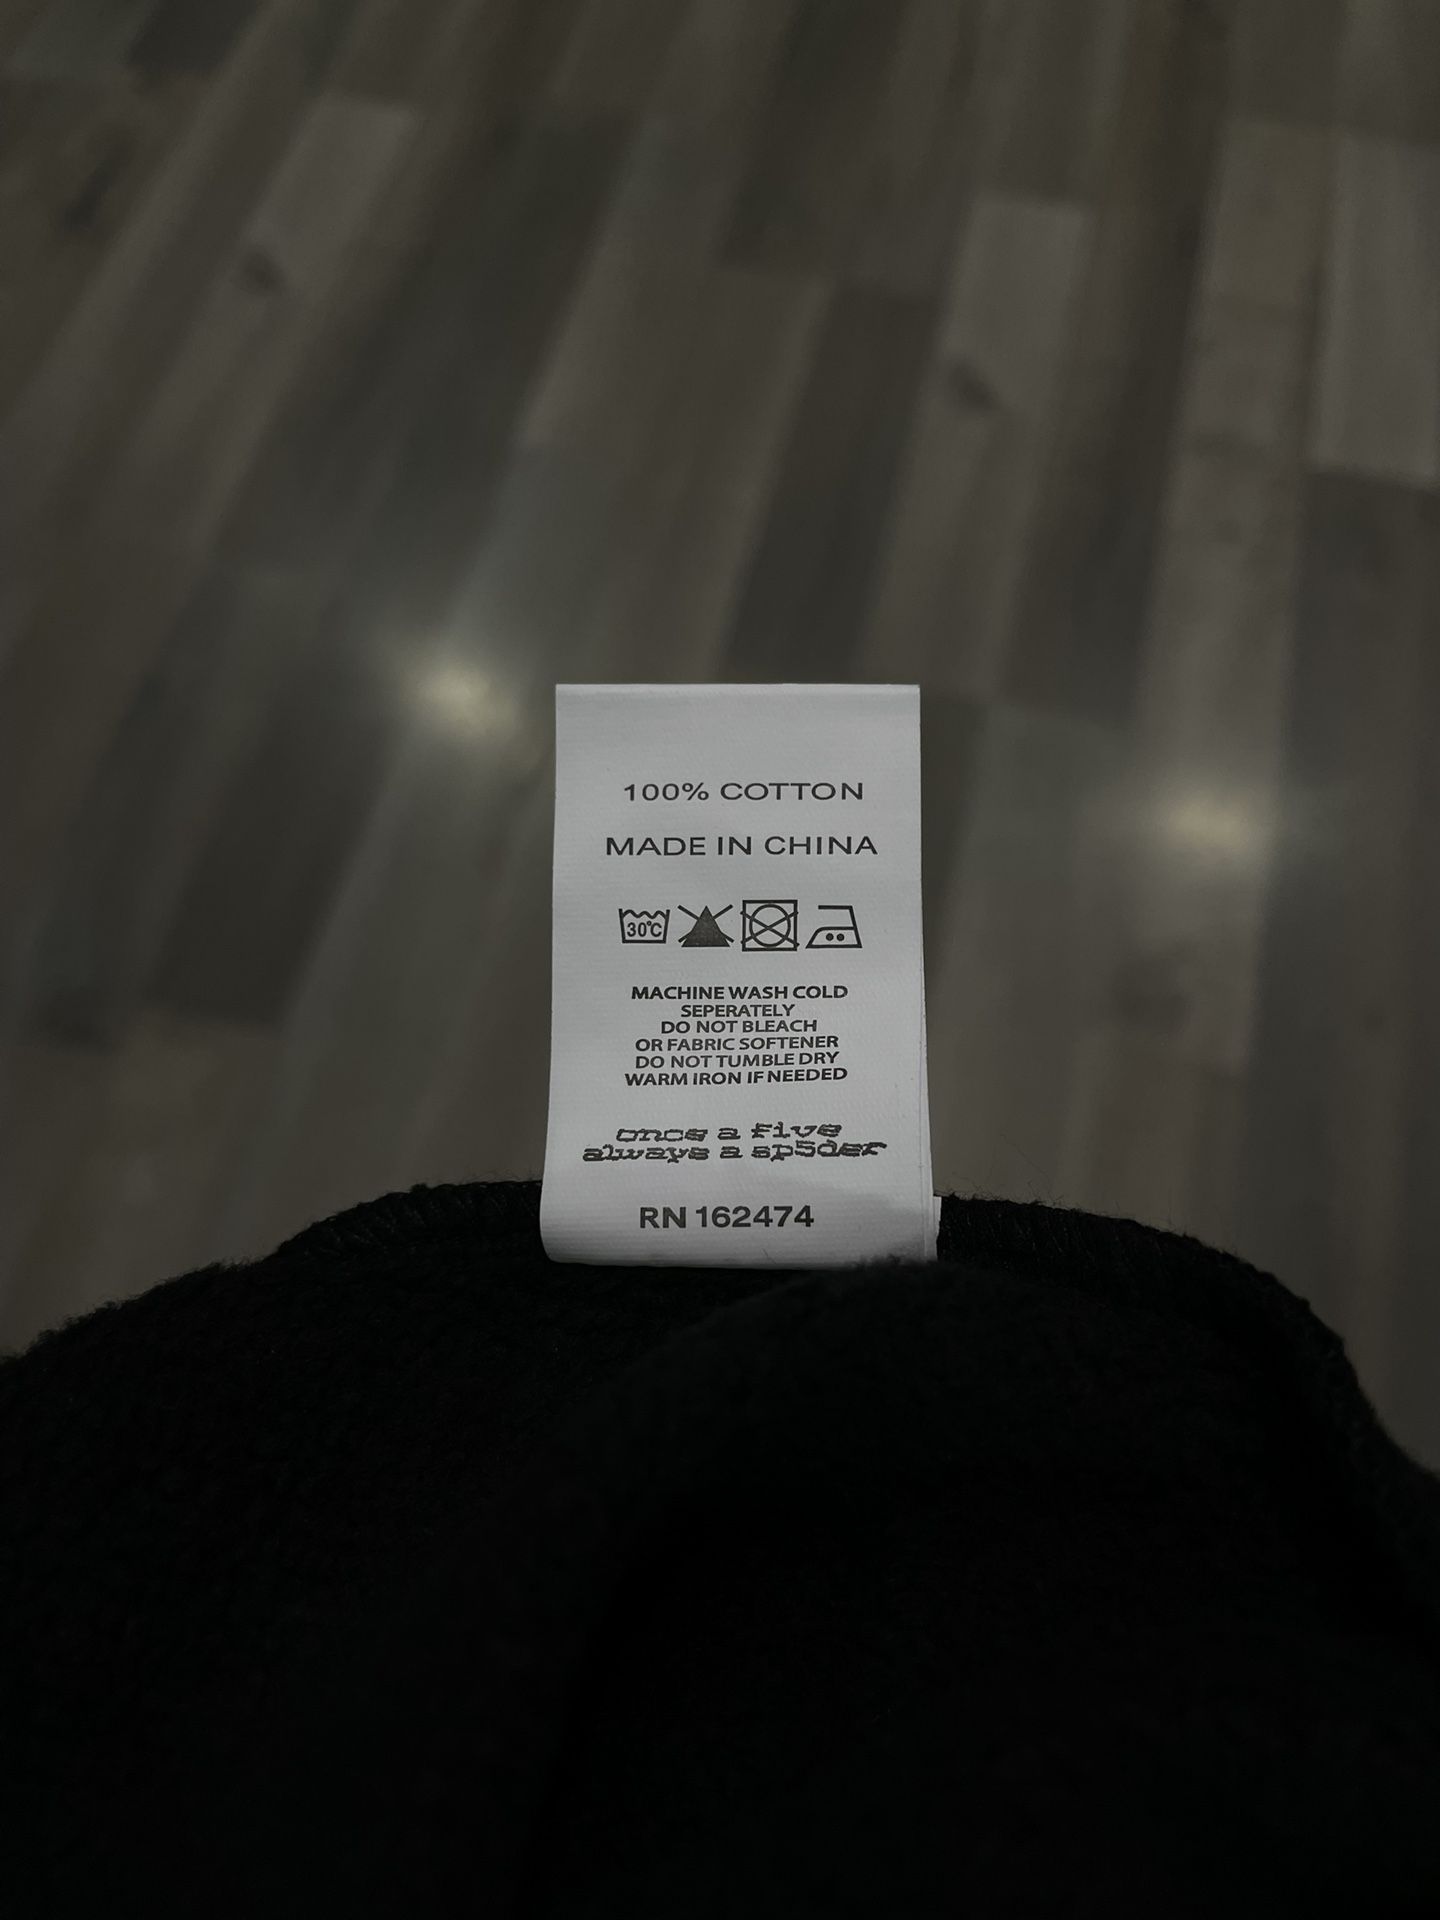 100% COTTON
MADE IN CHINA
30°C
MACHINE WASH COLD
SEPERATELY
DO NOT BLEACH
OR FABRIC SOFTENER
DO NOT TUMBLE DRY
WARM IRON IF NEEDED
once a five
always a sp5der
RN 162474